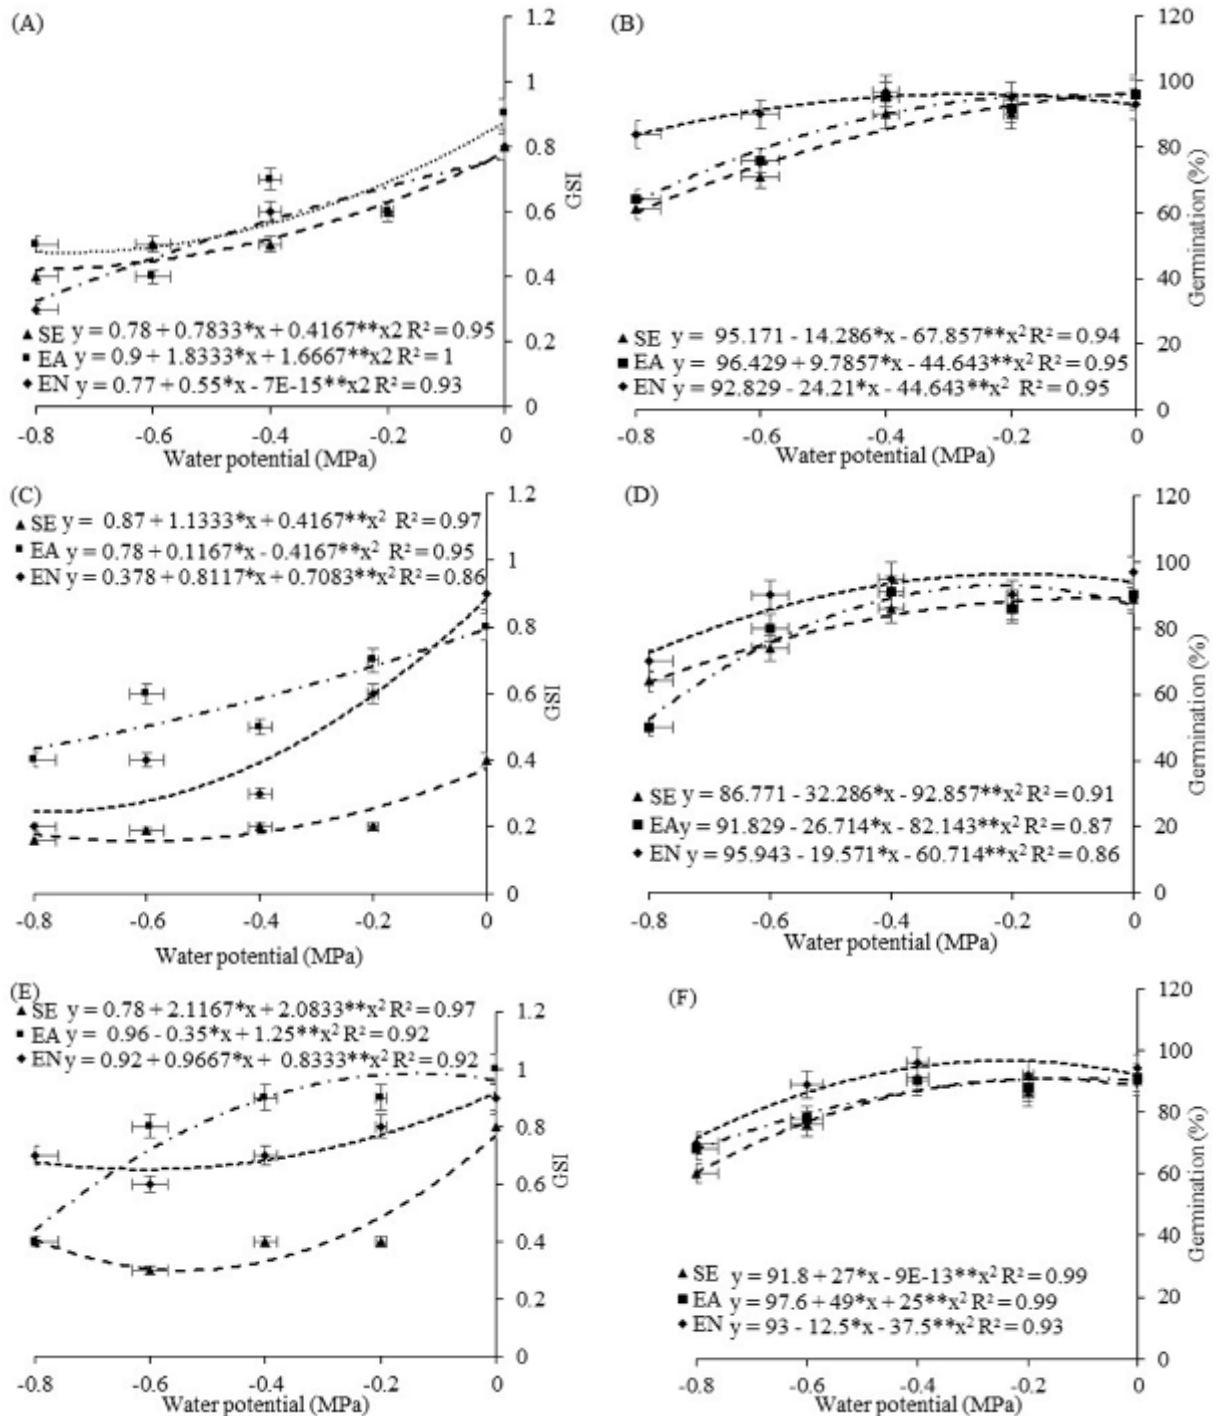 (A)
1.2
1
0.8
0.6
0.4
0.2
0
GSI
▲ SE y = 0.78 + 0.7833*x + 0.4167**x2 R² = 0.95
■ EA y = 0.9 + 1.8333*x + 1.6667**x2 R² = 1
◆ EN y = 0.77 + 0.55*x - 7E-15**x2 R² = 0.93
-0.8 -0.6 -0.4 -0.2 0
Water potential (MPa)
(B)
120
100
80
60
40
20
0
Germination (%)
▲ SE y = 95.171 - 14.286*x - 67.857**x² R² = 0.94
■ EA y = 96.429 + 9.7857*x - 44.643**x² R² = 0.95
◆ EN y = 92.829 - 24.21*x - 44.643**x² R² = 0.95
-0.8 -0.6 -0.4 -0.2 0
Water potential (MPa)
(C)
1.2
1
0.8
0.6
0.4
0.2
0
GSI
▲ SE y = 0.87 + 1.1333*x + 0.4167**x² R² = 0.97
■ EA y = 0.78 + 0.1167*x - 0.4167**x² R² = 0.95
◆ EN y = 0.378 + 0.8117*x + 0.7083**x² R² = 0.86
-0.8 -0.6 -0.4 -0.2 0
Water potential (MPa)
(D)
120
100
80
60
40
20
0
Germination (%)
▲ SE y = 86.771 - 32.286*x - 92.857**x² R² = 0.91
■ EAy = 91.829 - 26.714*x - 82.143**x² R² = 0.87
◆ EN y = 95.943 - 19.571*x - 60.714**x² R² = 0.86
-0.8 -0.6 -0.4 -0.2 0
Water potential (MPa)
(E)
▲ SE y = 0.78 + 2.1167*x + 2.0833**x² R² = 0.97
■ EA y = 0.96 - 0.35*x + 1.25**x² R² = 0.92
◆ EN y = 0.92 + 0.9667*x + 0.8333**x² R² = 0.92
1.2
1
0.8
0.6
0.4
0.2
0
GSI
-0.8 -0.6 -0.4 -0.2 0
Water potential (MPa)
(F)
120
100
80
60
40
20
0
Germination (%)
▲ SE y = 91.8 + 27*x - 9E-13**x² R² = 0.99
■ EA y = 97.6 + 49*x + 25**x² R² = 0.99
◆ EN y = 93 - 12.5*x - 37.5**x² R² = 0.93
-0.8 -0.6 -0.4 -0.2 0
Water potential (MPa)